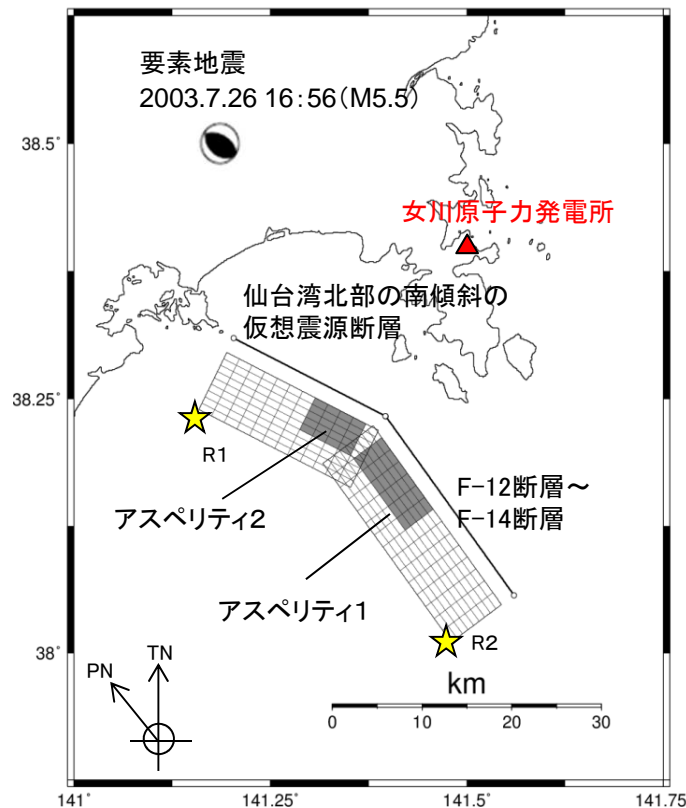 要素地震
2003.7.26 16:56(M5.5)
38.5°
女川原子力発電所
仙台湾北部の南傾斜の
仮想震源断層
38.25°
R1
F-12断層～
F-14断層
アスペリティ2
アスペリティ1
38°
R2
TN
PN
km
0 10 20 30
141° 141.25° 141.5° 141.75°